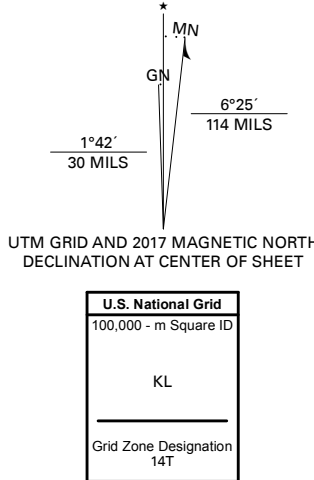 ★
MN
GN
6°25´
114 MILS
1°42´
30 MILS
UTM GRID AND 2017 MAGNETIC NORTH
DECLINATION AT CENTER OF SHEET
U.S. National Grid
100,000 - m Square ID
KL
Grid Zone Designation
14T